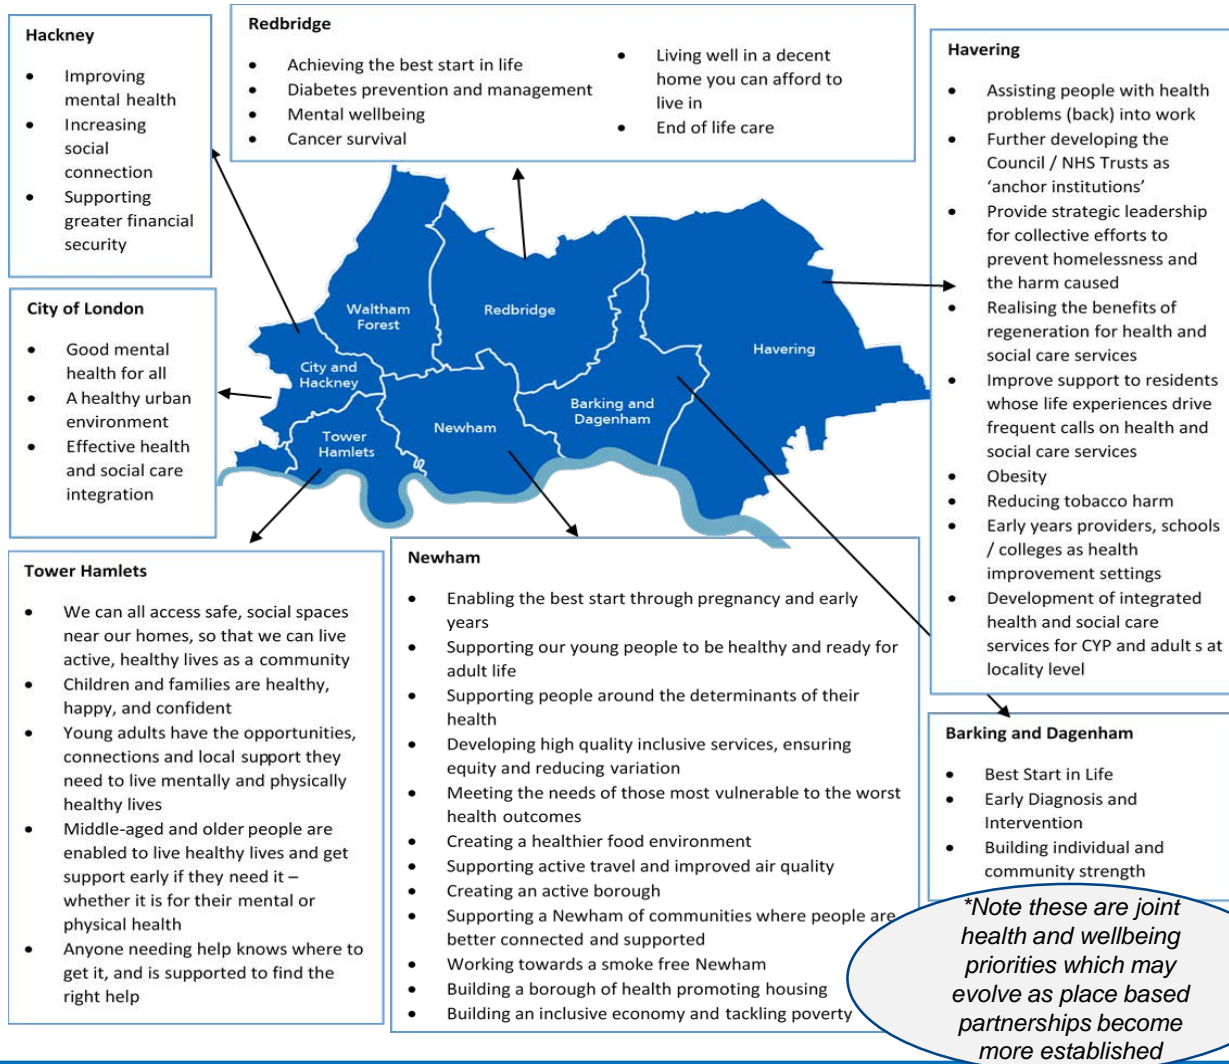 Hackney
• Improving
mental health
• Increasing
social
connection
• Supporting
greater financial
security
Redbridge
• Achieving the best start in life
• Diabetes prevention and management
• Mental wellbeing
• Cancer survival
• Living well in a decent
home you can afford to
live in
• End of life care
Havering
• Assisting people with health
problems (back) into work
• Further developing the
Council / NHS Trusts as
‘anchor institutions’
• Provide strategic leadership
for collective efforts to
prevent homelessness and
the harm caused
• Realising the benefits of
regeneration for health and
social care services
• Improve support to residents
whose life experiences drive
frequent calls on health and
social care services
• Obesity
• Reducing tobacco harm
• Early years providers, schools
/ colleges as health
improvement settings
• Development of integrated
health and social care
services for CYP and adult s at
locality level
City of London
• Good mental
health for all
• A healthy urban
environment
• Effective health
and social care
integration
Waltham
Forest
Redbridge
Havering
City and
Hackney
Barking and
Dagenham
Newham
Tower
Hamlets
Tower Hamlets
• We can all access safe, social spaces
near our homes, so that we can live
active, healthy lives as a community
• Children and families are healthy,
happy, and confident
• Young adults have the opportunities,
connections and local support they
need to live mentally and physically
healthy lives
• Middle-aged and older people are
enabled to live healthy lives and get
support early if they need it –
whether it is for their mental or
physical health
• Anyone needing help knows where to
get it, and is supported to find the
right help
Newham
• Enabling the best start through pregnancy and early
years
• Supporting our young people to be healthy and ready for
adult life
• Supporting people around the determinants of their
health
• Developing high quality inclusive services, ensuring
equity and reducing variation
• Meeting the needs of those most vulnerable to the worst
health outcomes
• Creating a healthier food environment
• Supporting active travel and improved air quality
• Creating an active borough
• Supporting a Newham of communities where people are
better connected and supported
• Working towards a smoke free Newham
• Building a borough of health promoting housing
• Building an inclusive economy and tackling poverty
Barking and Dagenham
• Best Start in Life
• Early Diagnosis and
Intervention
• Building individual and
community strength
*Note these are joint
health and wellbeing
priorities which may
evolve as place based
partnerships become
more established